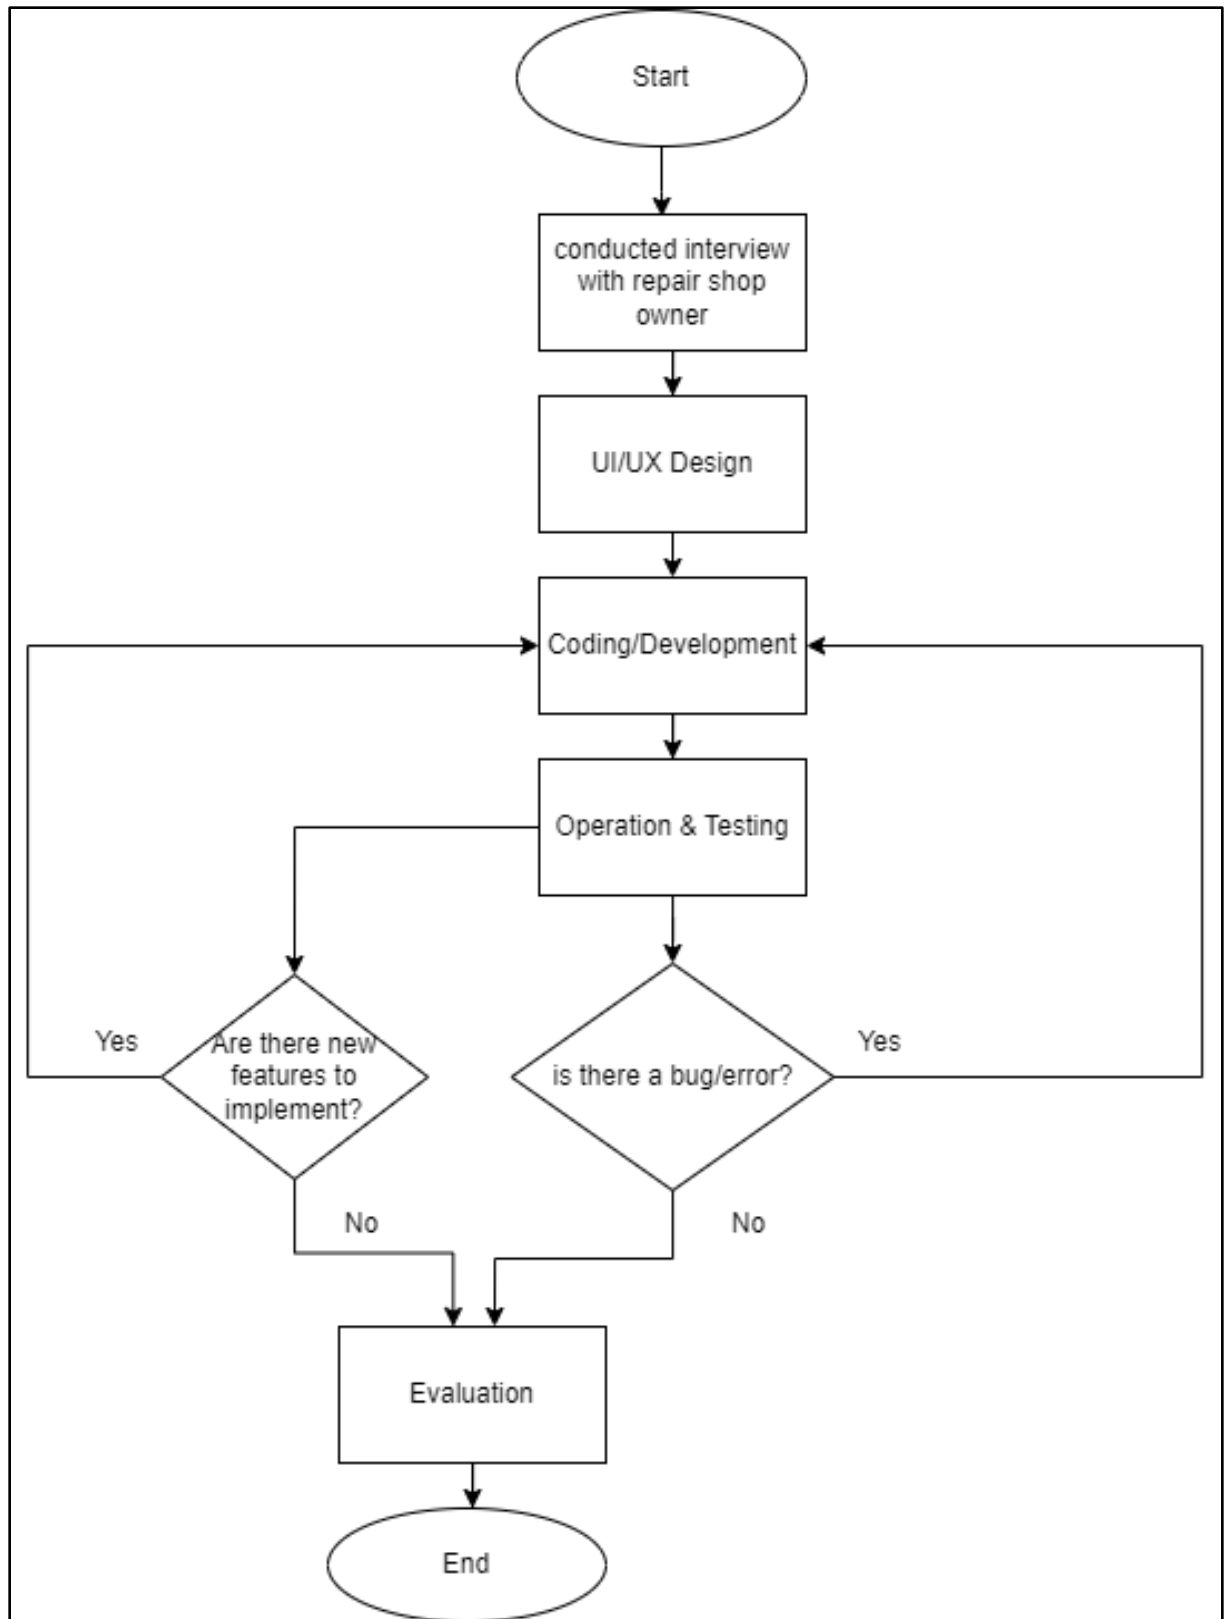 Start
conducted interview
with repair shop
owner
UI/UX Design
Coding/Development
Operation & Testing
Yes
Are there new
features to
implement?
is there a bug/error?
Yes
No
No
Evaluation
End